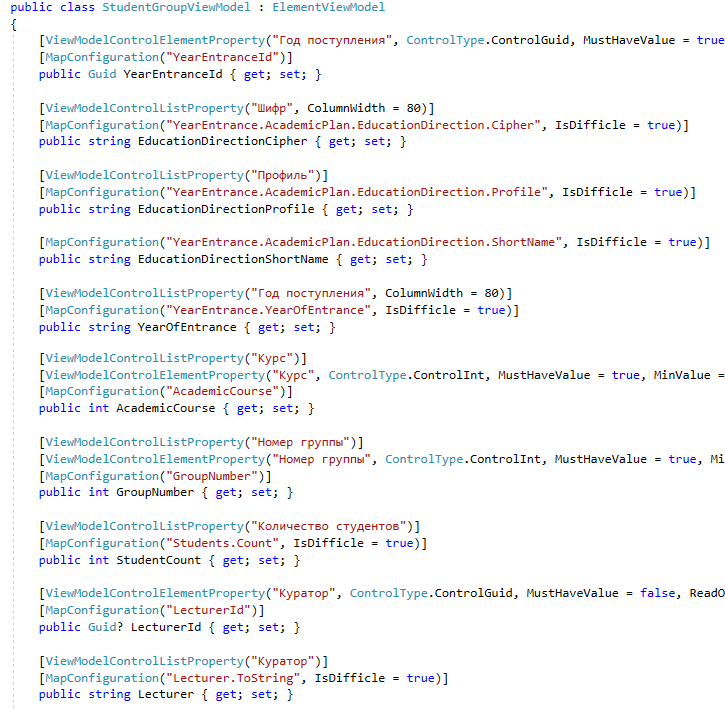 public class StudentGroupViewModel : ElementViewModel
{
[ViewModelControlElementProperty("Год поступления", ControlType.ControlGuid, MustHaveValue = true
[MapConfiguration("YearEntranceId")]
public Guid YearEntranceId { get; set; }
[ViewModelControlListProperty("Шифр", ColumnWidth = 80)]
[MapConfiguration("YearEntrance.AcademicPlan.EducationDirection.Cipher", IsDifficle = true)]
public string EducationDirectionCipher { get; set; }
[ViewModelControlListProperty("Профиль")]
[MapConfiguration("YearEntrance.AcademicPlan.EducationDirection.Profile", IsDifficle = true)]
public string EducationDirectionProfile { get; set; }
[MapConfiguration("YearEntrance.AcademicPlan.EducationDirection.ShortName", IsDifficle = true)]
public string EducationDirectionShortName { get; set; }
[ViewModelControlListProperty("Год поступления", ColumnWidth = 80)]
[MapConfiguration("YearEntrance.YearOfEntrance", IsDifficle = true)]
public string YearOfEntrance { get; set; }
[ViewModelControlListProperty("Курс")]
[ViewModelControlElementProperty("Курс", ControlType.ControlInt, MustHaveValue = true, MinValue =
[MapConfiguration("AcademicCourse")]
public int AcademicCourse { get; set; }
[ViewModelControlListProperty("Номер группы")]
[ViewModelControlElementProperty("Номер группы", ControlType.ControlInt, MustHaveValue = true, Mi
[MapConfiguration("GroupNumber")]
public int GroupNumber { get; set; }
[ViewModelControlListProperty("Количество студентов")]
[MapConfiguration("Students.Count", IsDifficle = true)]
public int StudentCount { get; set; }
[ViewModelControlElementProperty("Куратор", ControlType.ControlGuid, MustHaveValue = false, ReadO
[MapConfiguration("LecturerId")]
public Guid? LecturerId { get; set; }
[ViewModelControlListProperty("Куратор")]
[MapConfiguration("Lecturer.ToString", IsDifficle = true)]
public string Lecturer { get; set; }